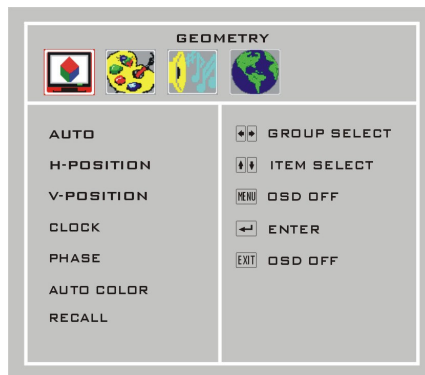 GEOMETRY
AUTO
H-POSITION
V-POSITION
CLOCK
PHASE
AUTO COLOR
RECALL
GROUP SELECT
ITEM SELECT
MENU OSD OFF
ENTER
EXIT OSD OFF